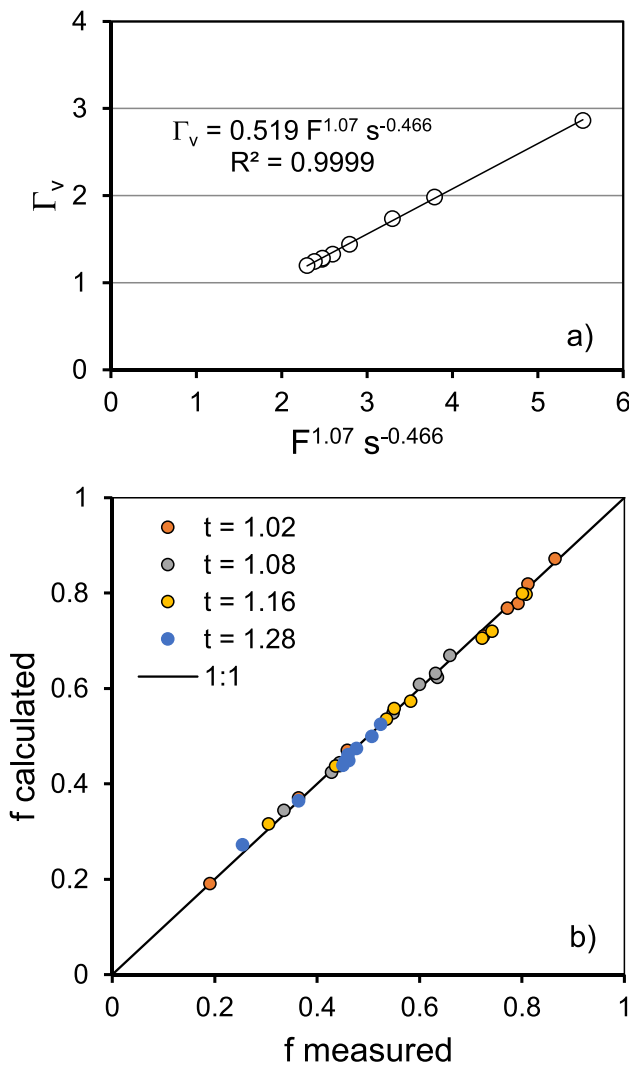 4
3
2
1
0
Γv
Γv = 0.519 F^1.07 s^-0.466
R² = 0.9999
a)
0 1 2 3 4 5 6
F^1.07 s^-0.466
1
0.8
0.6
0.4
0.2
0
f calculated
t = 1.02
t = 1.08
t = 1.16
t = 1.28
1:1
b)
0 0.2 0.4 0.6 0.8 1
f measured